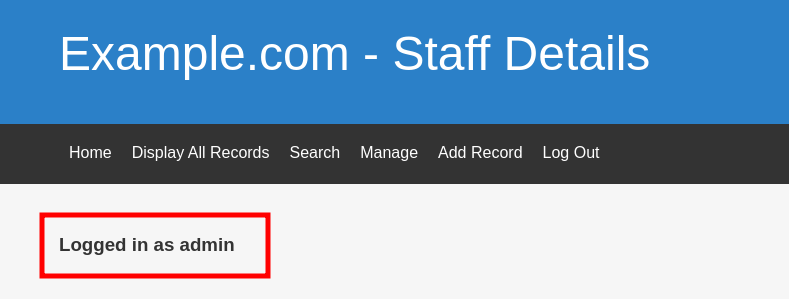 Example.com - Staff Details
Home Display All Records Search Manage Add Record Log Out
Logged in as admin